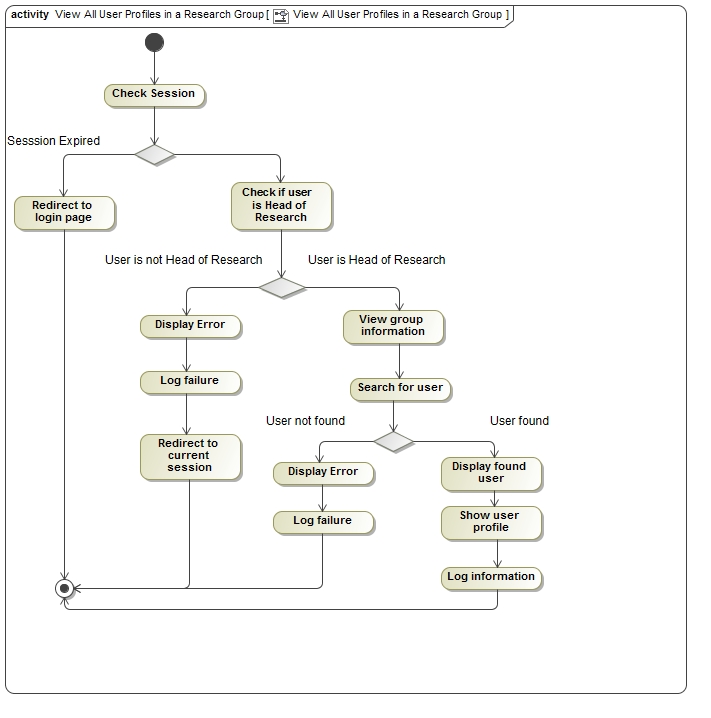 activity View All User Profiles in a Research Group [ View All User Profiles in a Research Group ]
Check Session
Sesssion Expired
Redirect to
login page
Check if user
is Head of
Research
User is not Head of Research
User is Head of Research
Display Error
View group
information
Log failure
Search for user
User not found
User found
Redirect to
current
session
Display Error
Display found
user
Log failure
Show user
profile
Log information